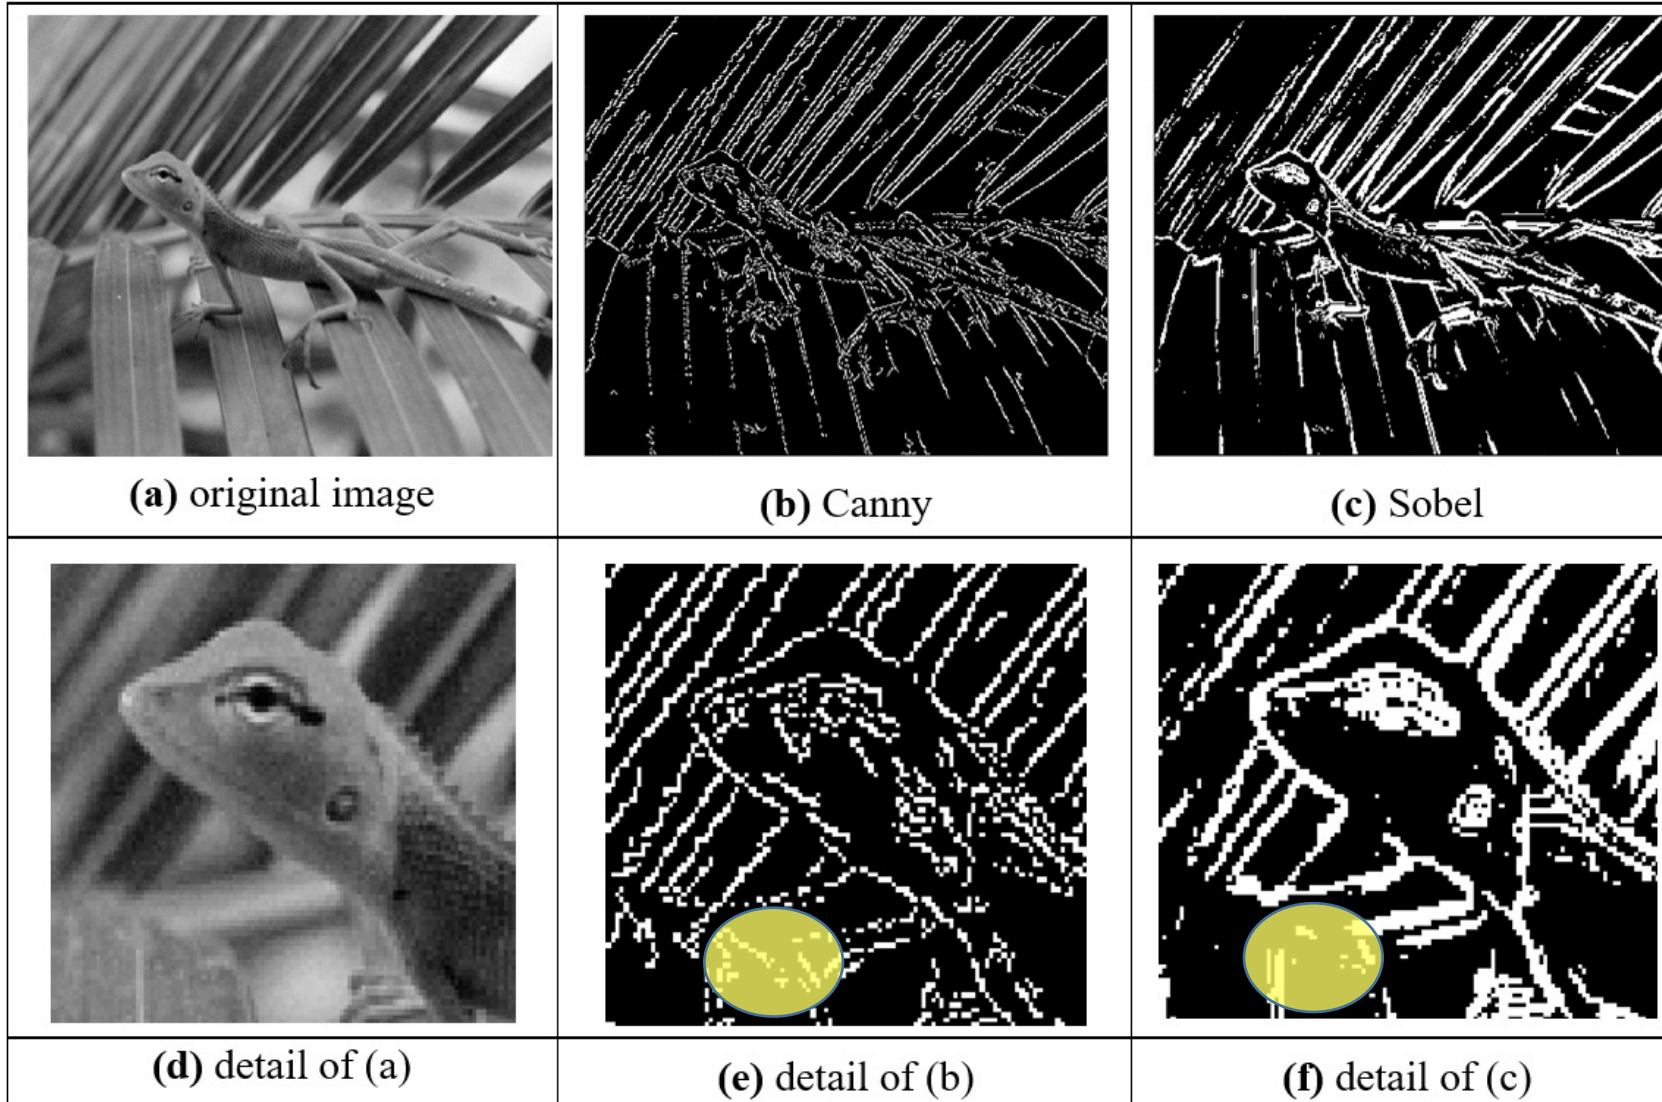 (a) original image
(b) Canny
(c) Sobel
(d) detail of (a)
(e) detail of (b)
(f) detail of (c)